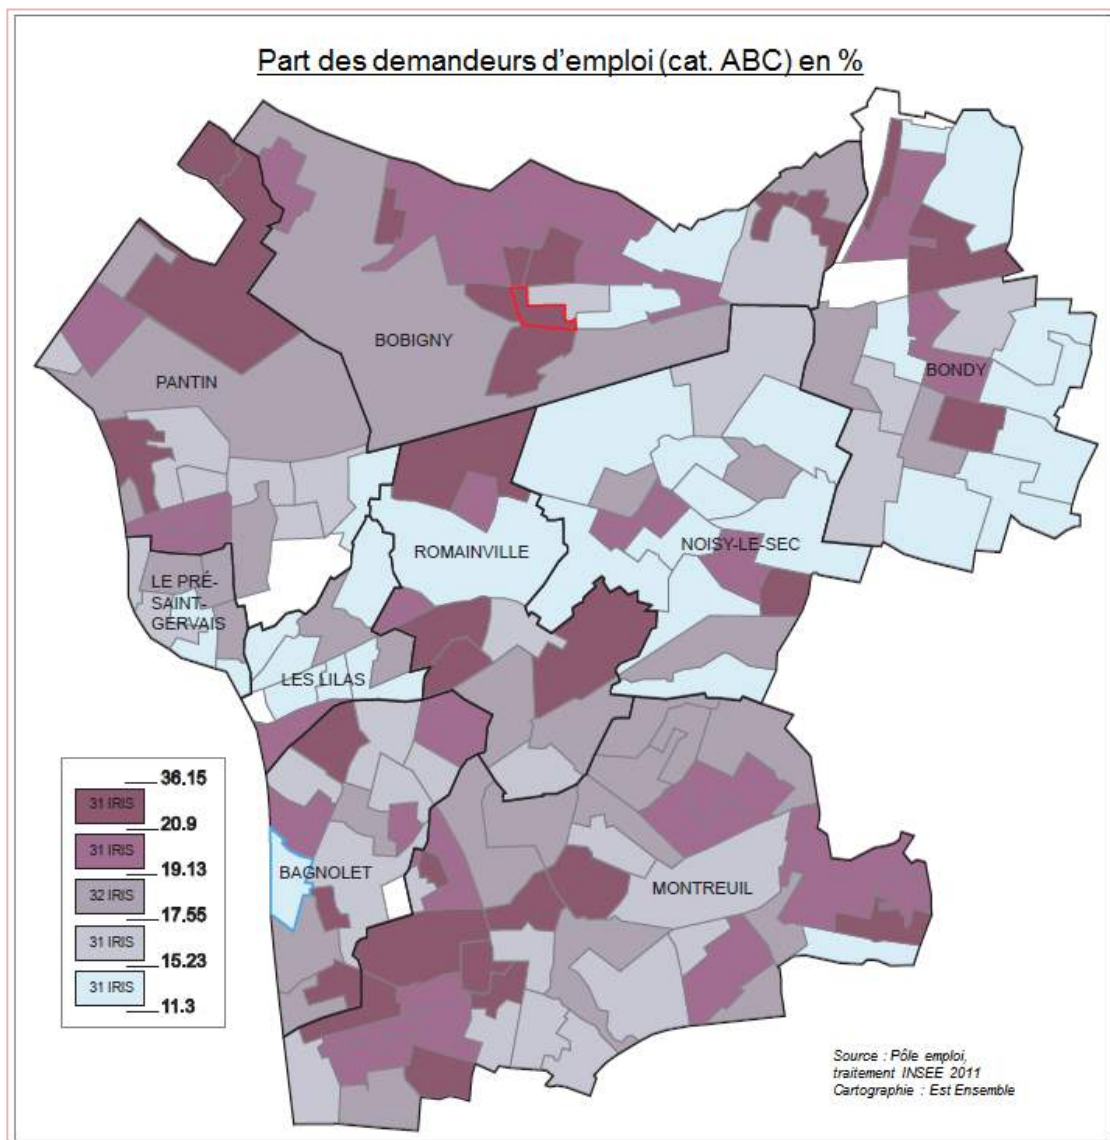 Part des demandeurs d'emploi (cat. ABC) en %
BOBIGNY
PANTIN
BONDY
ROMAINVILLE
NOISY-LE-SEC
LE PRÉ-
SAINT-
GERVAIS
LES LILAS
BAGNOLET
MONTREUIL
36.15
31 IRIS
20.9
31 IRIS
19.13
32 IRIS
17.55
31 IRIS
15.23
31 IRIS
11.3
Source : Pôle emploi,
traitement INSEE 2011
Cartographie : Est Ensemble